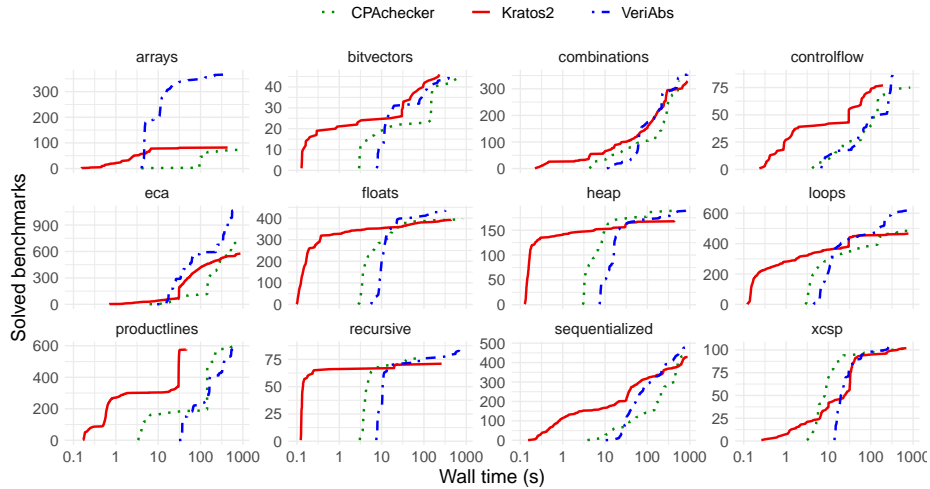 CPAchecker Kratos2 VeriAbs
arrays bitvectors combinations controlflow
300 200 100 0
40 30 20 10 0
300 200 100 0
75 50 25 0
eca floats heap loops
900 600 300 0
400 300 200 100 0
150 100 50 0
600 400 200 0
productlines recursive sequentialized xcsp
600 400 200 0
75 50 25 0
500 400 300 200 100 0
100 75 50 25 0
0.1 1 10 100 1000 0.1 1 10 100 1000 0.1 1 10 100 1000 0.1 1 10 100 1000
Solved benchmarks
Wall time (s)